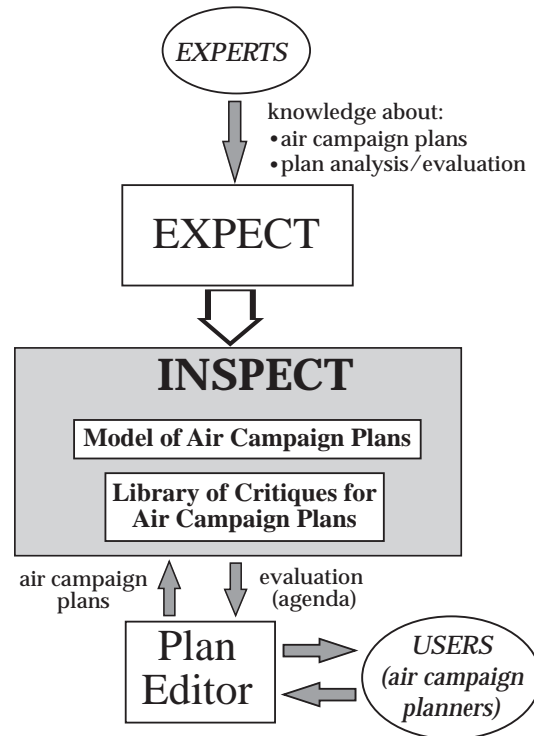 EXPERTS
knowledge about:
•air campaign plans
•plan analysis/evaluation
EXPECT
INSPECT
Model of Air Campaign Plans
Library of Critiques for
Air Campaign Plans
air campaign
plans
evaluation
(agenda)
Plan
Editor
USERS
(air campaign
planners)